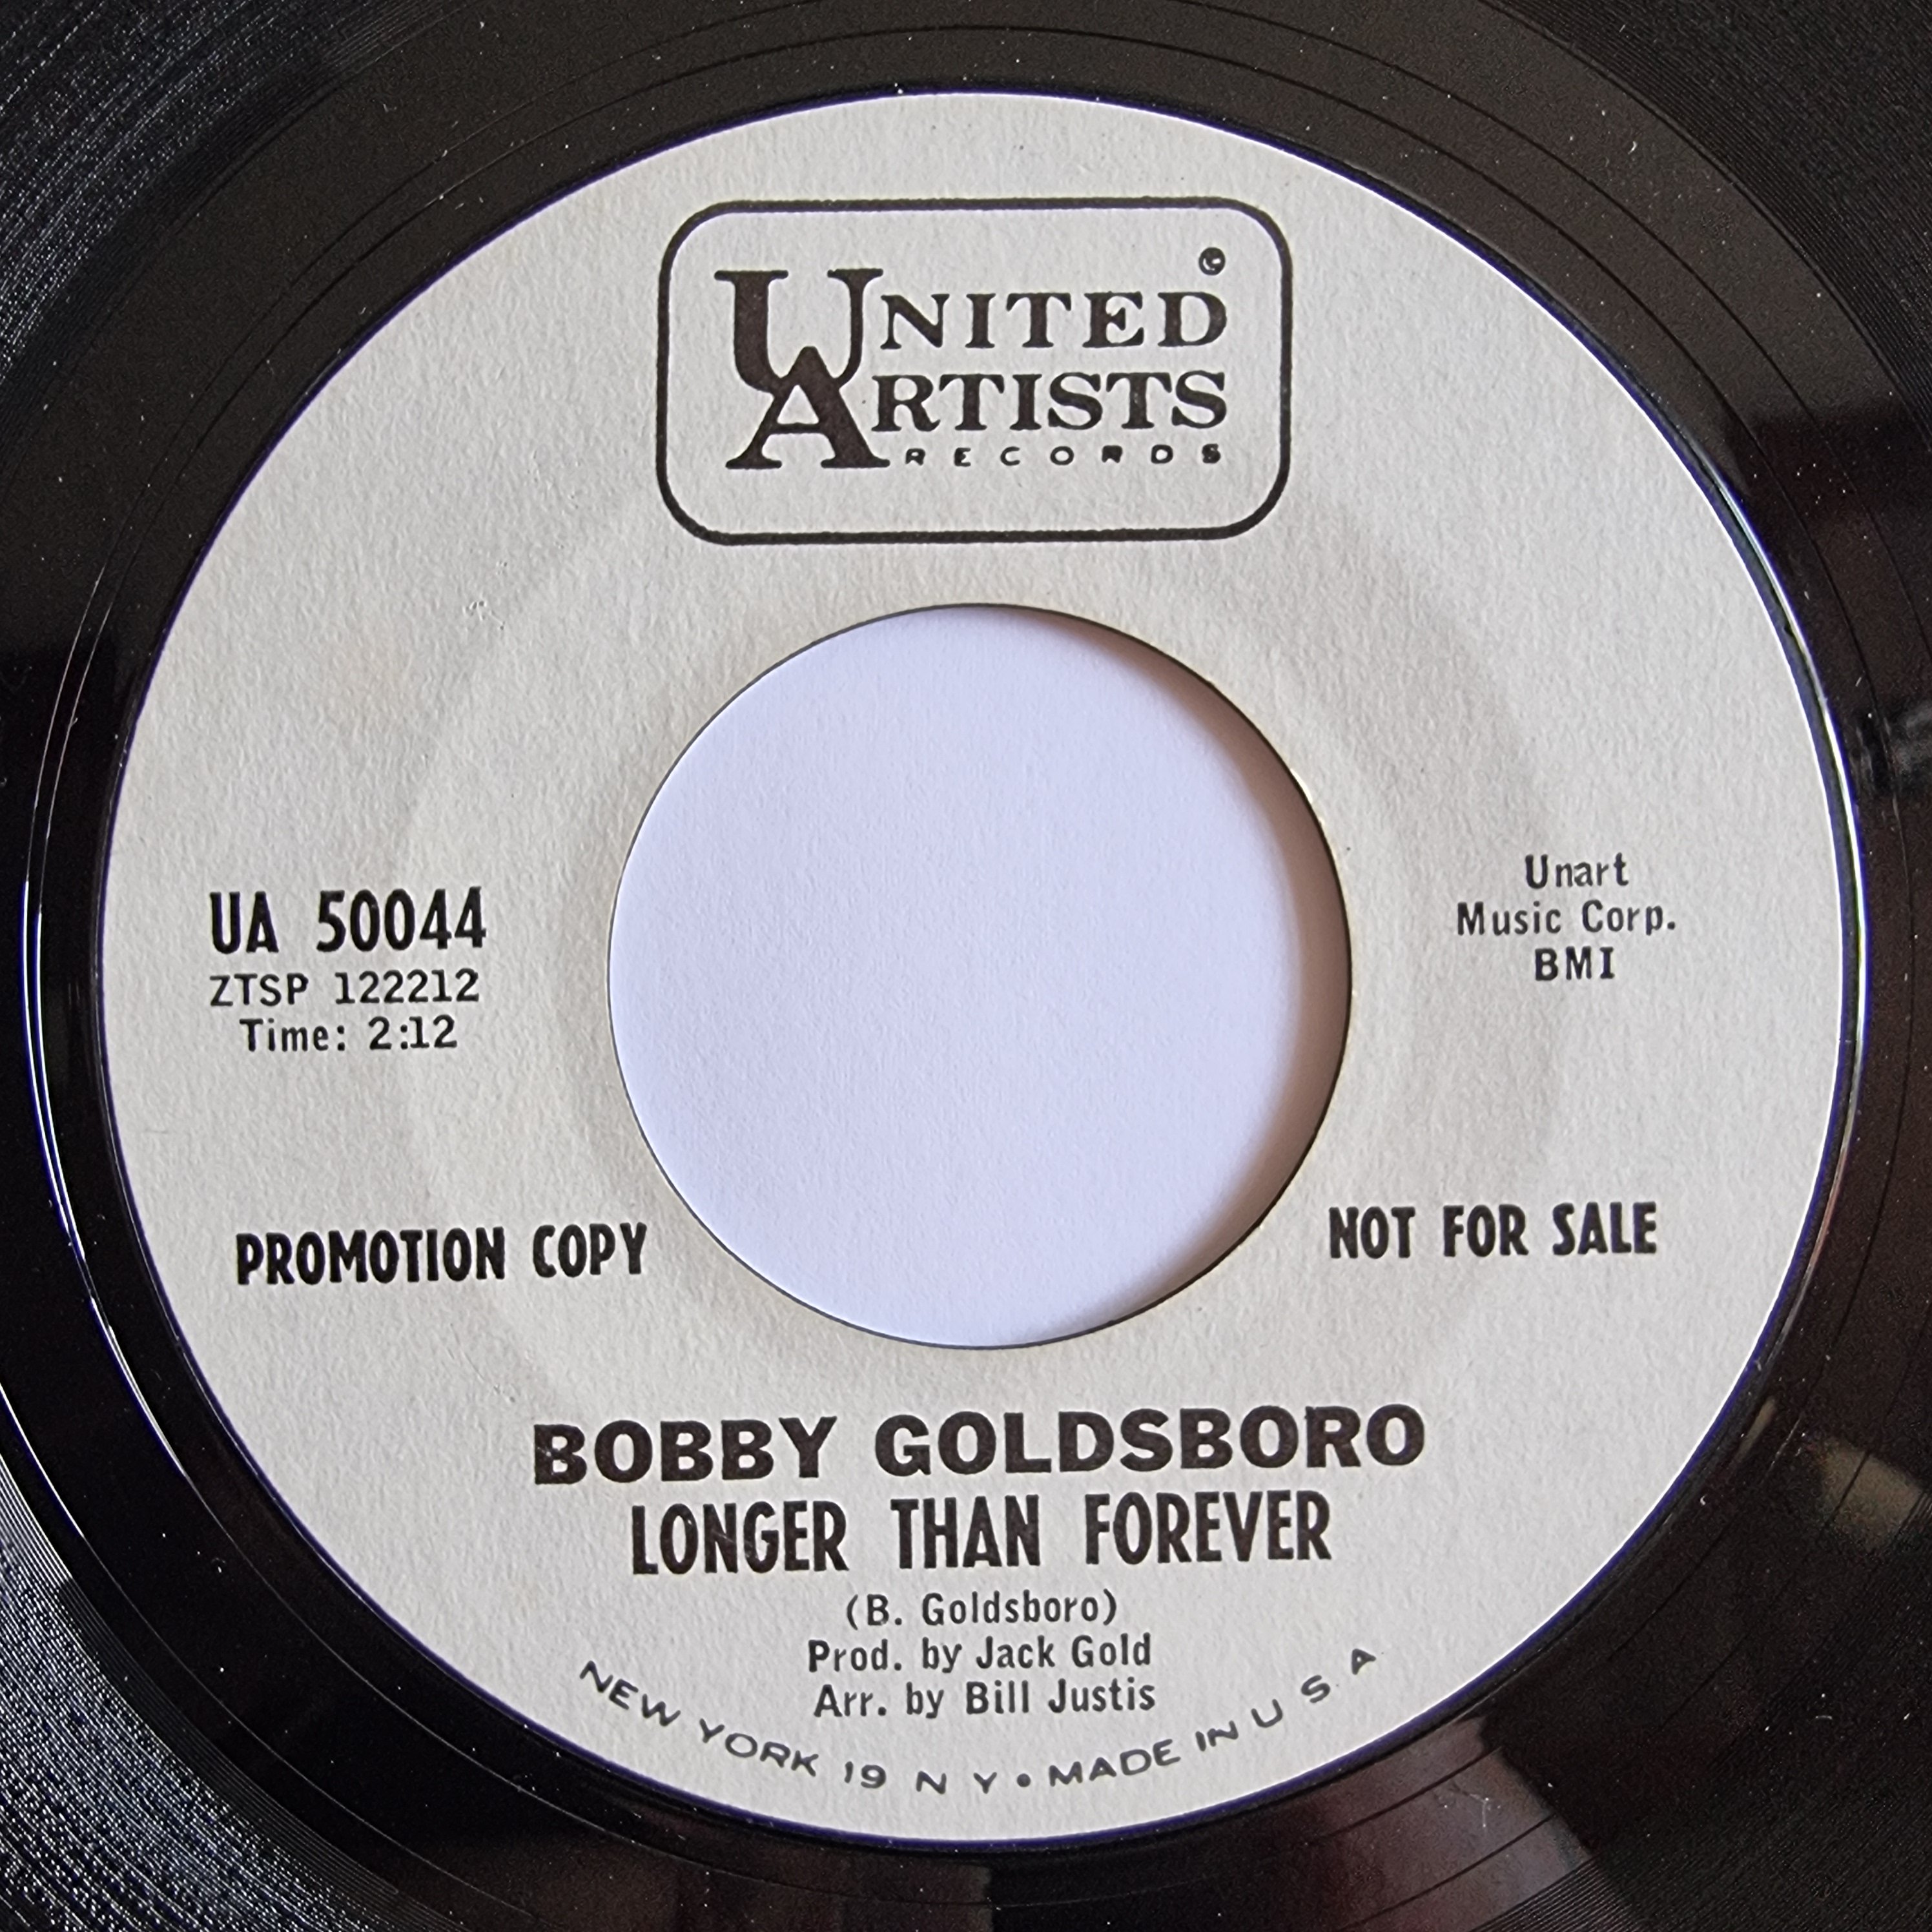 UNITED ©
ARTISTS
RECORDS
UA 50044
ZTSP 122212
Time: 2:12
Unart
Music Corp.
BMI
PROMOTION COPY
NOT FOR SALE
BOBBY GOLDSBORO
LONGER THAN FOREVER
(B. Goldsboro)
Prod. by Jack Gold
Arr. by Bill Justis
NEW YORK 19 N Y • MADE IN U S A